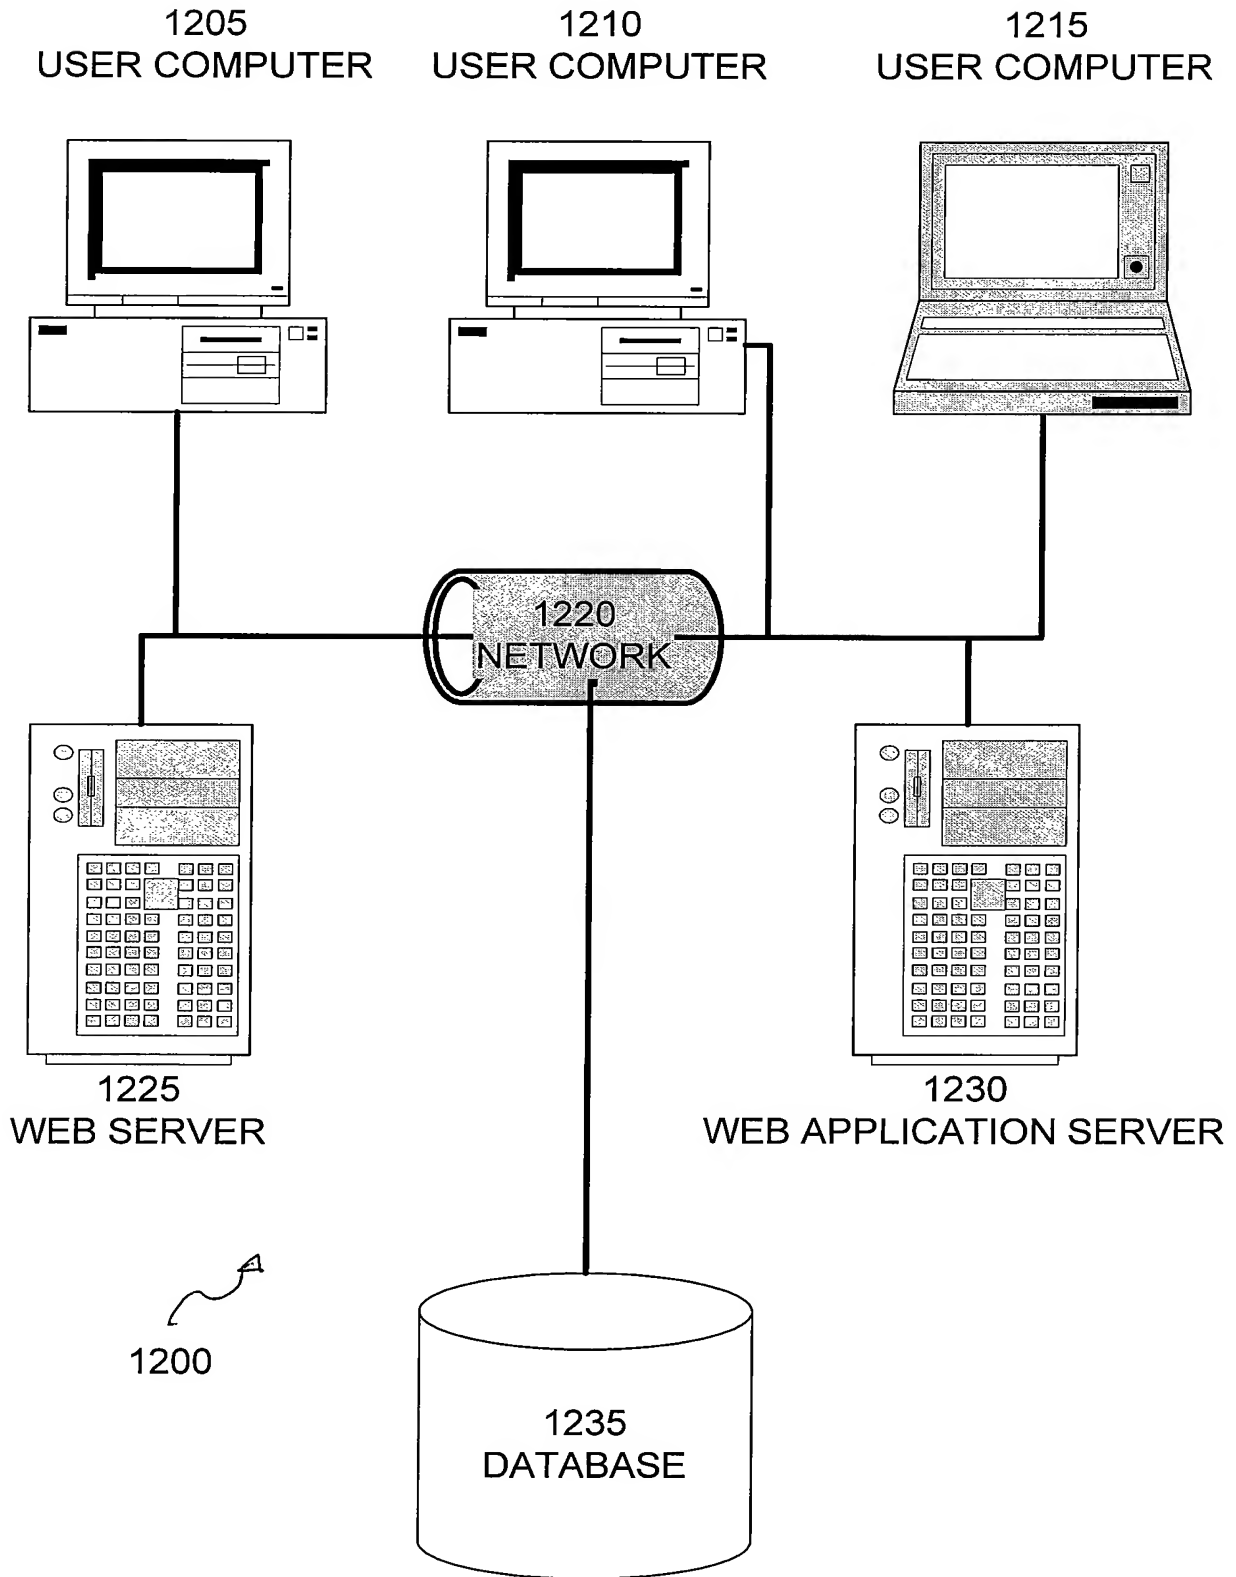 1205
USER COMPUTER
1210
USER COMPUTER
1215
USER COMPUTER
1220
NETWORK
1225
WEB SERVER
1230
WEB APPLICATION SERVER
1200
1235
DATABASE